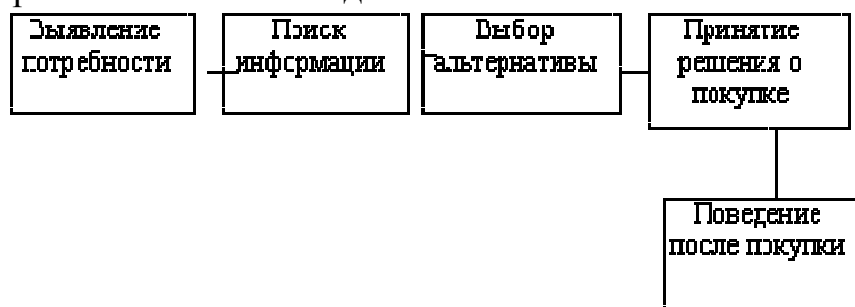 Выявление
потребности
Поиск
информации
Выбор
альтернативы
Принятие
решения о
покупке
Поведение
после покупки